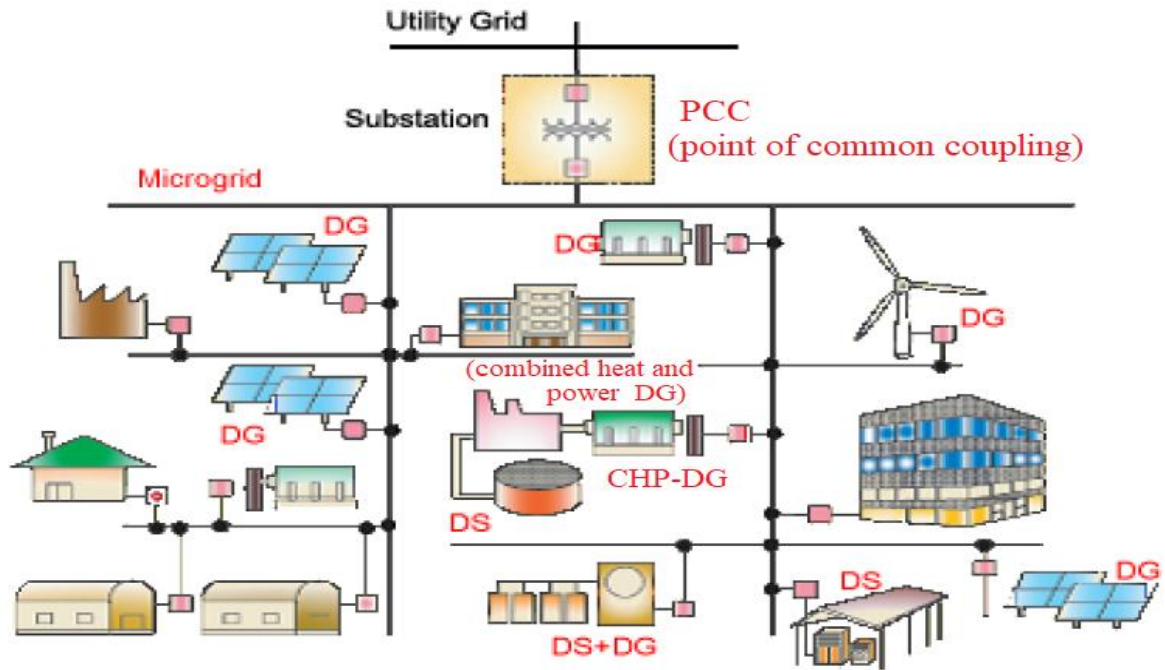 Utility Grid
Substation
PCC
(point of common coupling)
Microgrid
DG
DG
DG
(combined heat and
power DG)
DG
CHP-DG
DS
DS
DG
DS+DG